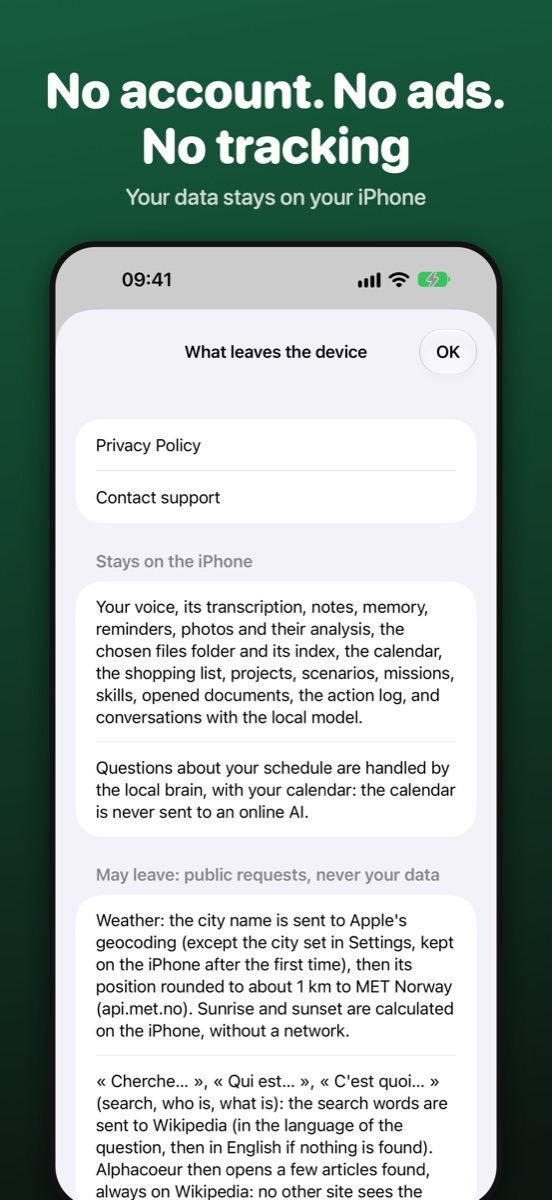 No account. No ads.
No tracking
Your data stays on your iPhone
09:41
What leaves the device
OK
Privacy Policy
Contact support
Stays on the iPhone
Your voice, its transcription, notes, memory,
reminders, photos and their analysis, the
chosen files folder and its index, the calendar,
the shopping list, projects, scenarios, missions,
skills, opened documents, the action log, and
conversations with the local model.
Questions about your schedule are handled by
the local brain, with your calendar: the calendar
is never sent to an online AI.
May leave: public requests, never your data
Weather: the city name is sent to Apple's
geocoding (except the city set in Settings, kept
on the iPhone after the first time), then its
position rounded to about 1 km to MET Norway
(api.met.no). Sunrise and sunset are calculated
on the iPhone, without a network.
« Cherche... », « Qui est... », « C'est quoi... »
(search, who is, what is): the search words are
sent to Wikipedia (in the language of the
question, then in English if nothing is found).
Alphacoeur then opens a few articles found,
always on Wikipedia: no other site sees the